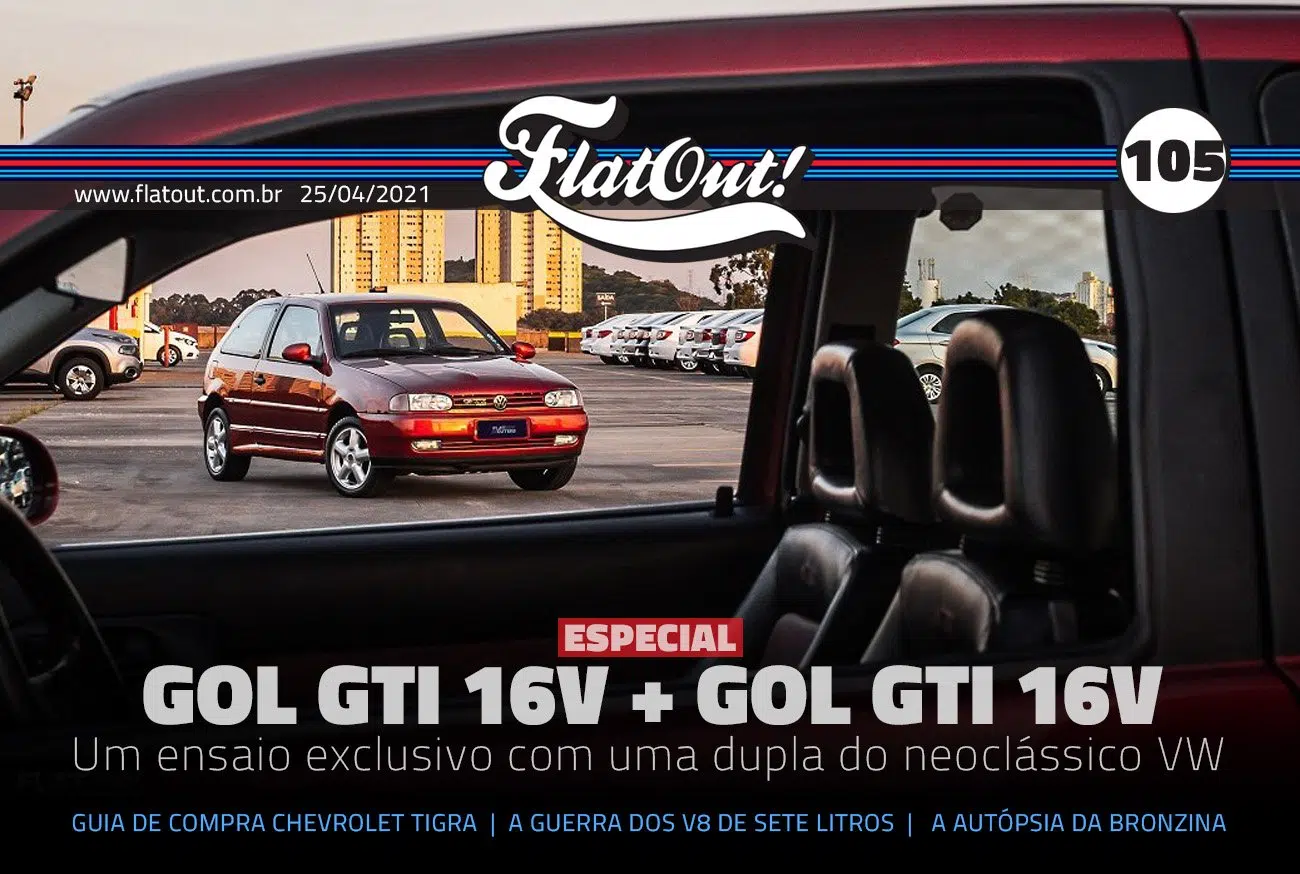 FlatOut!
105
www.flatout.com.br 25/04/2021
SAÍDA
ESPECIAL
GOL GTI 16V + GOL GTI 16V
Um ensaio exclusivo com uma dupla do neoclássico VW
GUIA DE COMPRA CHEVROLET TIGRA | A GUERRA DOS V8 DE SETE LITROS | A AUTÓPSIA DA BRONZINA